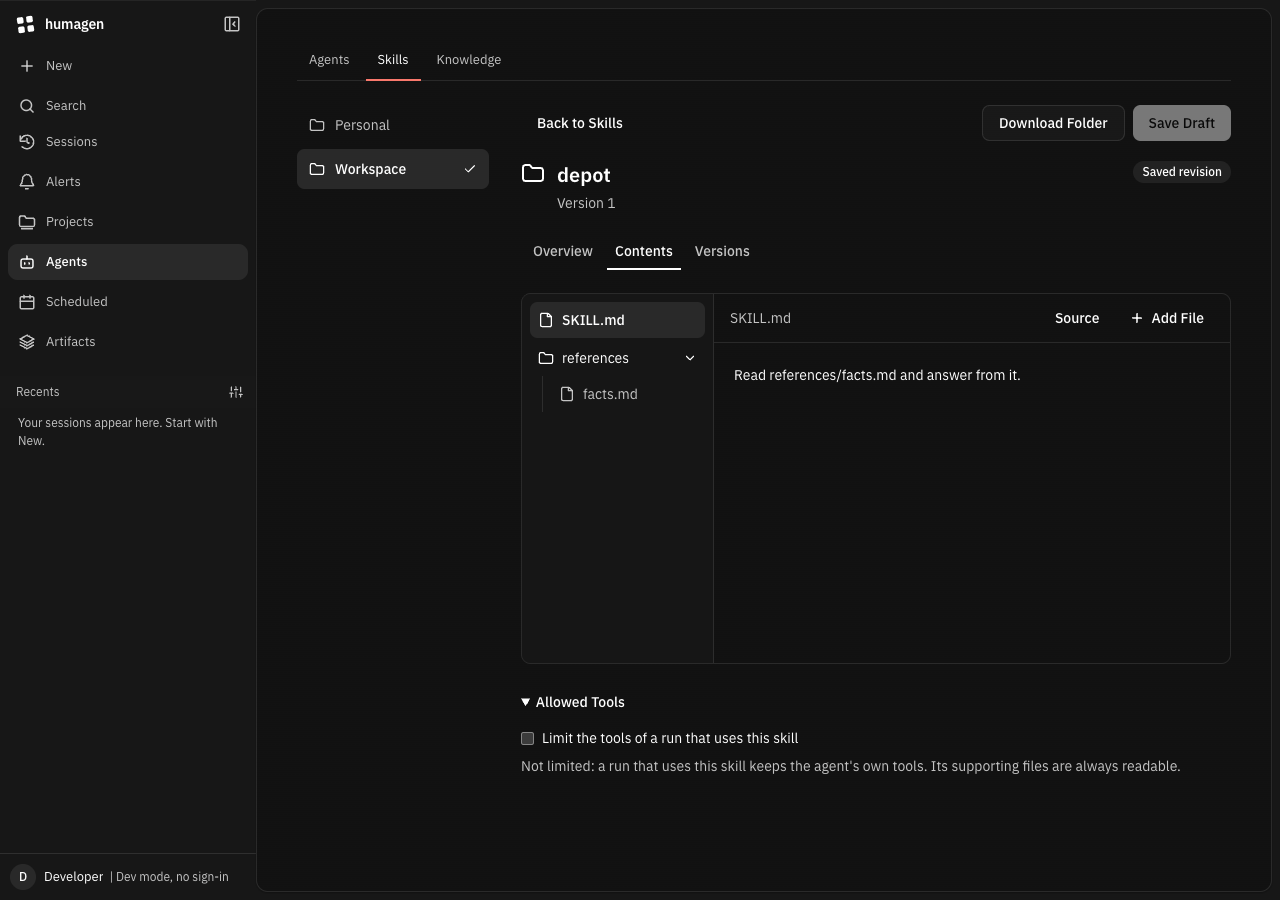 humagen
New
Search
Sessions
Alerts
Projects
Agents
Scheduled
Artifacts
Recents
Your sessions appear here. Start with
New.
D
Developer | Dev mode, no sign-in
Agents
Skills
Knowledge
Personal
Workspace
Back to Skills
Download Folder
Save Draft
depot
Saved revision
Version 1
Overview
Contents
Versions
SKILL.md
references
facts.md
SKILL.md
Source
Add File
Read references/facts.md and answer from it.
Allowed Tools
Limit the tools of a run that uses this skill
Not limited: a run that uses this skill keeps the agent's own tools. Its supporting files are always readable.